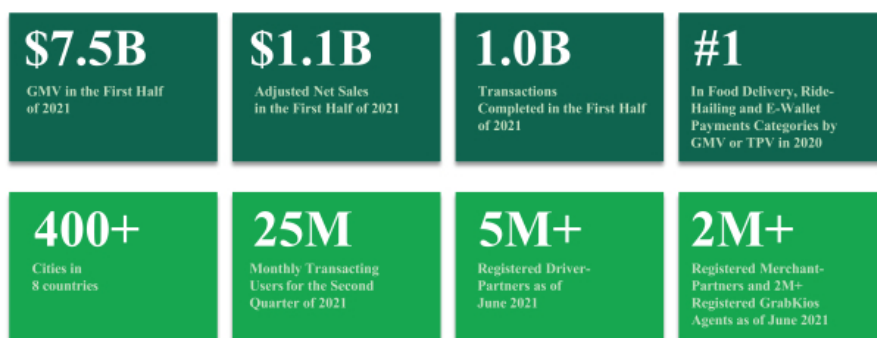 $7.5B
GMV in the First Half
of 2021
$1.1B
Adjusted Net Sales
in the First Half of 2021
1.0B
Transactions
Completed in the First Half
of 2021
#1
In Food Delivery, Ride-
Hailing and E-Wallet
Payments Categories by
GMV or TPV in 2020
400+
Cities in
8 countries
25M
Monthly Transacting
Users for the Second
Quarter of 2021
5M+
Registered Driver-
Partners as of
June 2021
2M+
Registered Merchant-
Partners and 2M+
Registered GrabKios
Agents as of June 2021